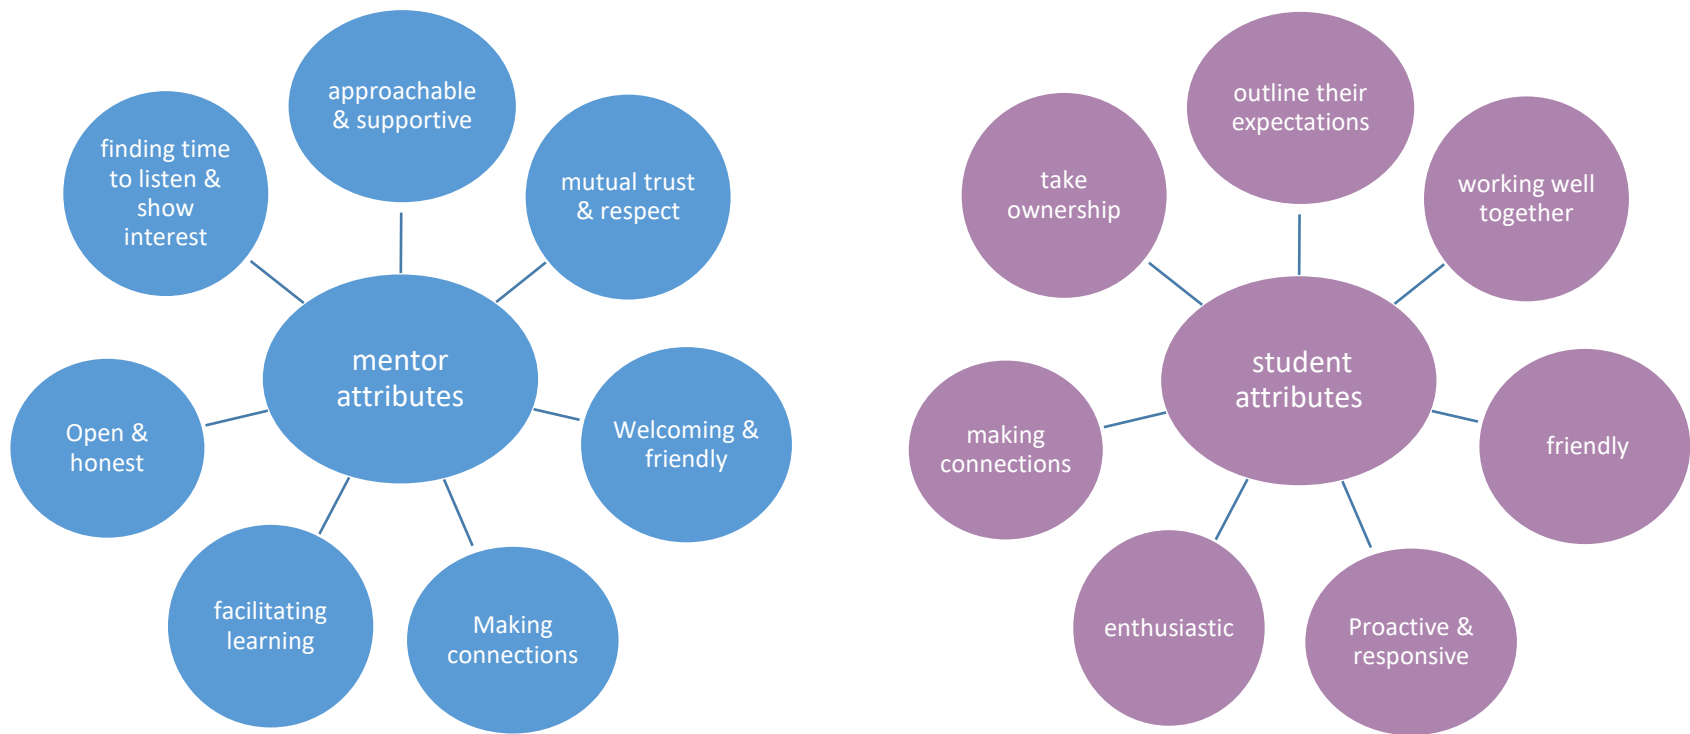 approachable
& supportive
finding time
to listen &
show
interest
mutual trust
& respect
mentor
attributes
Open &
honest
Welcoming &
friendly
facilitating
learning
Making
connections
outline their
expectations
take
ownership
working well
together
student
attributes
making
connections
friendly
enthusiastic
Proactive &
responsive